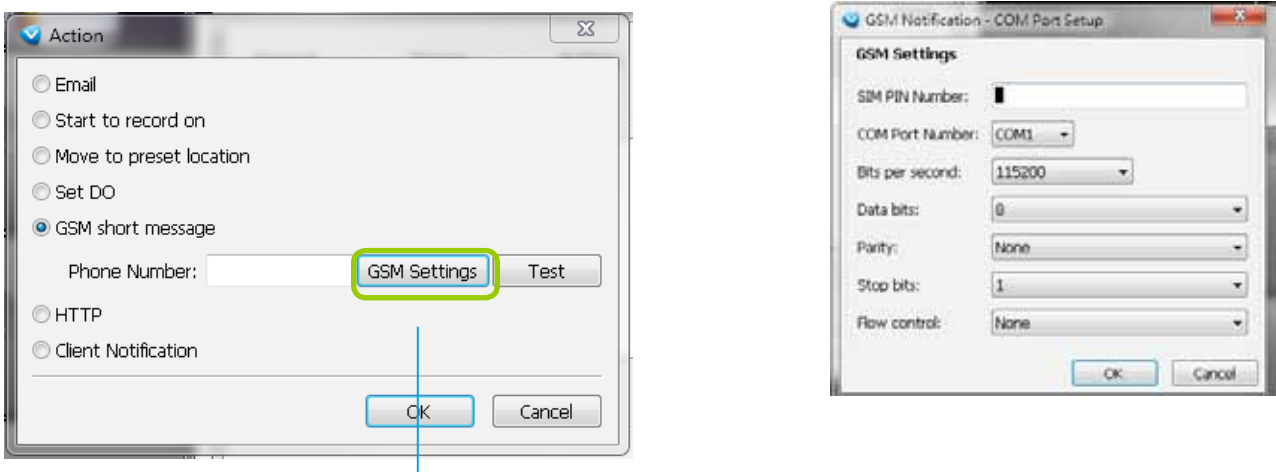 Action
Email
Start to record on
Move to preset location
Set DO
GSM short message
Phone Number: GSM Settings Test
HTTP
Client Notification
OK Cancel
GSM Notification - COM Port Setup
GSM Settings
SIM PIN Number:
COM Port Number: COM1
Bits per second: 115200
Data bits: 8
Parity: None
Stop bits: 1
Flow control: None
OK Cancel